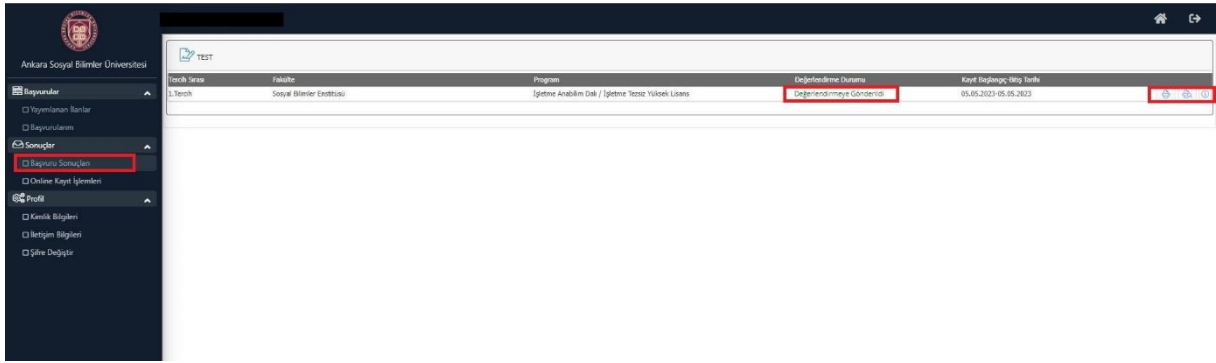 Ankara Sosyal Bilimler Üniversitesi
Başvurular
Yayımlanan İlanlar
Başvurularım
Sonuçlar
Başvuru Sonuçları
Online Kayıt İşlemleri
Profil
Kimlik Bilgileri
İletişim Bilgileri
Şifre Değiştir
TEST
Tercih Sırası Fakülte Program Değerlendirme Durumu Kayıt Başlangıç-Bitiş Tarihi
1.Tercih Sosyal Bilimler Enstitüsü İşletme Anabilim Dalı / İşletme Tezsiz Yüksek Lisans Değerlendirmeye Gönderildi 05.05.2023-05.05.2023